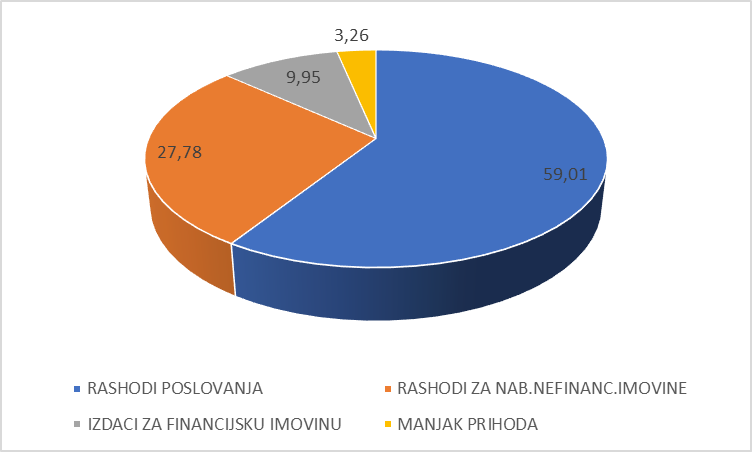 3,26
9,95
27,78
59,01
RASHODI POSLOVANJA
RASHODI ZA NAB.NEFINANC.IMOVINE
IZDACI ZA FINANCIJSKU IMOVINU
MANJAK PRIHODA